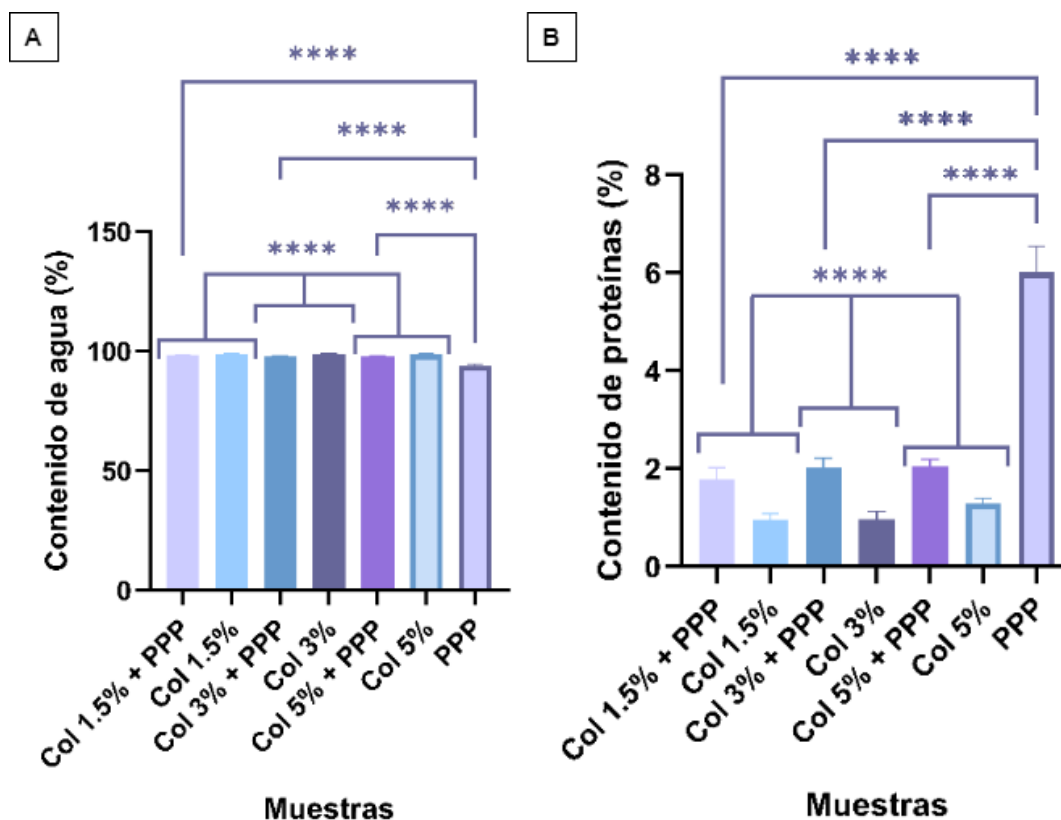 A
****
****
****
****
Contenido de agua (%)
150
100
50
0
Col 1.5% + PPP
Col 1.5%
Col 3% + PPP
Col 3%
Col 5% + PPP
Col 5%
PPP
Muestras
B
****
****
****
****
Contenido de proteínas (%)
8
6
4
2
0
Col 1.5% + PPP
Col 1.5%
Col 3% + PPP
Col 3%
Col 5% + PPP
Col 5%
PPP
Muestras